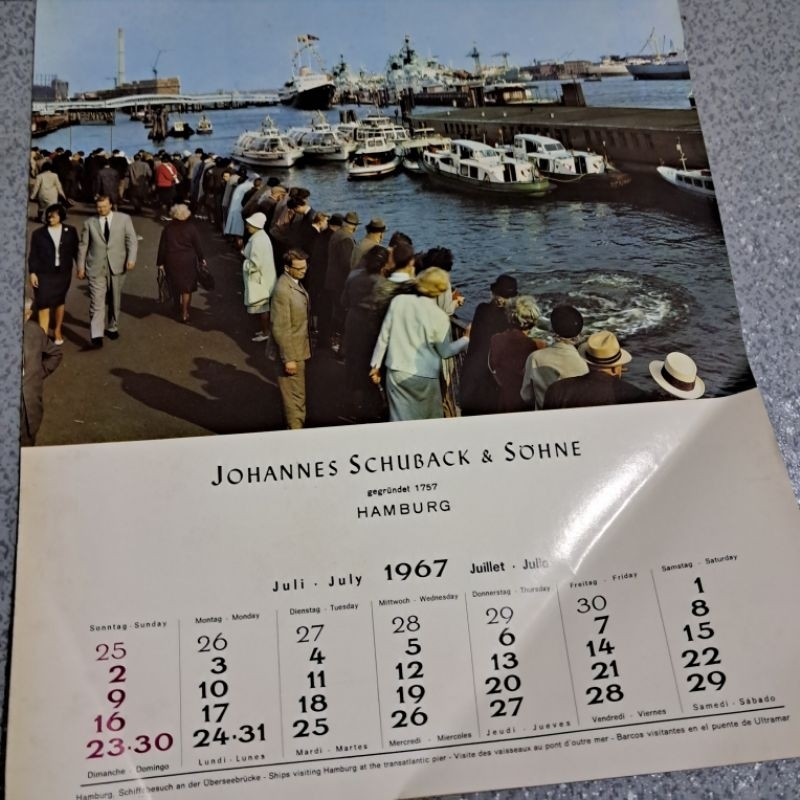 JOHANNES SCHUBACK & SÖHNE
gegründet 1757
HAMBURG
Juli · July 1967 Juillet · Julio
Sonntag · Sunday Montag · Monday Dienstag · Tuesday Mittwoch · Wednesday Donnerstag · Thursday Freitag · Friday Samstag · Saturday
25 26 27 28 29 30 1
2 3 4 5 6 7 8
9 10 11 12 13 14 15
16 17 18 19 20 21 22
23·30 24·31 25 26 27 28 29
Dimanche · Domingo Lundi · Lunes Mardi · Martes Mercredi · Miercoles Jeudi · Jueves Vendredi · Viernes Samedi · Sabado
Hamburg, Schiffsbesuch an der Überseebrücke - Ships visiting Hamburg at the transatlantic pier - Visite des vaisseaux au pont d'outre mer - Barcos visitantes en el puente de Ultramar